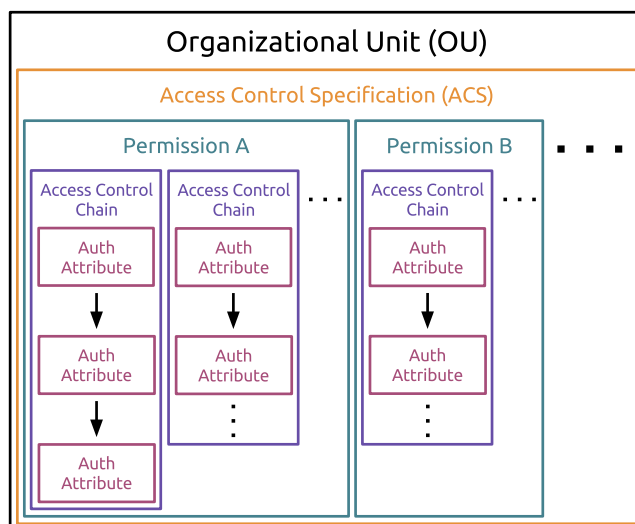 Organizational Unit (OU)
Access Control Specification (ACS)
Permission A
Permission B
. . .
Access Control
Chain
Auth
Attribute
Auth
Attribute
Auth
Attribute
Access Control
Chain
Auth
Attribute
Auth
Attribute
. . .
Access Control
Chain
Auth
Attribute
Auth
Attribute
. . .